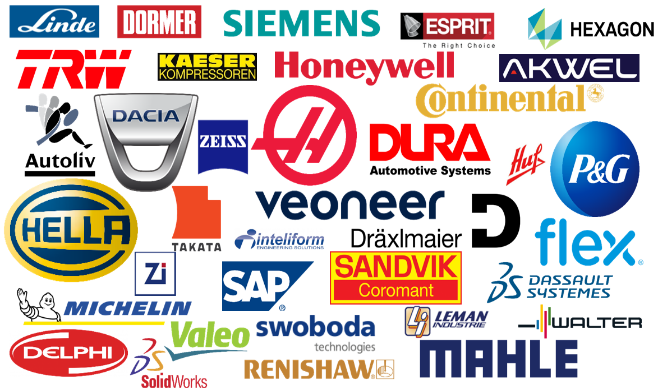 Linde
DORMER
SIEMENS
ESPRIT
The Right Choice
HEXAGON
TRW
KAESER
KOMPRESSOREN
Honeywell
AKWEL
Continental
Autoliv
DACIA
ZEISS
DURA
Automotive Systems
Huf
P&G
HELLA
TAKATA
veoneer
inteliform
ENGINEERING SOLUTIONS
Dräxlmaier
D
flex
Zi
SAP
SANDVIK
Coromant
DASSAULT
SYSTEMES
MICHELIN
Valeo
swoboda
technologies
LEMAN
INDUSTRIE
WALTER
DELPHI
SolidWorks
RENISHAW
MAHLE